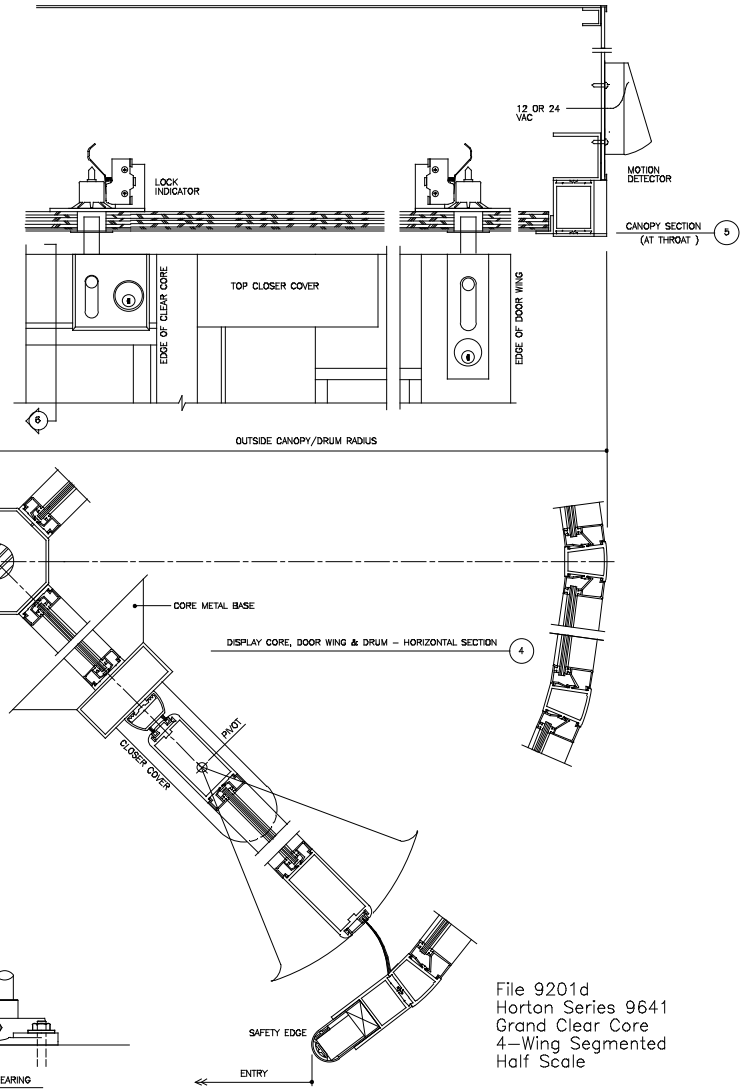 12 OR 24
VAC
LOCK
INDICATOR
MOTION
DETECTOR
CANOPY SECTION
(AT THROAT )
5
EDGE OF CLEAR CORE
TOP CLOSER COVER
EDGE OF DOOR WING
6
OUTSIDE CANOPY/DRUM RADIUS
CORE METAL BASE
DISPLAY CORE, DOOR WING & DRUM – HORIZONTAL SECTION
4
PIVOT
CLOSER COVER
SAFETY EDGE
ENTRY
EARING
File 9201d
Horton Series 9641
Grand Clear Core
4–Wing Segmented
Half Scale